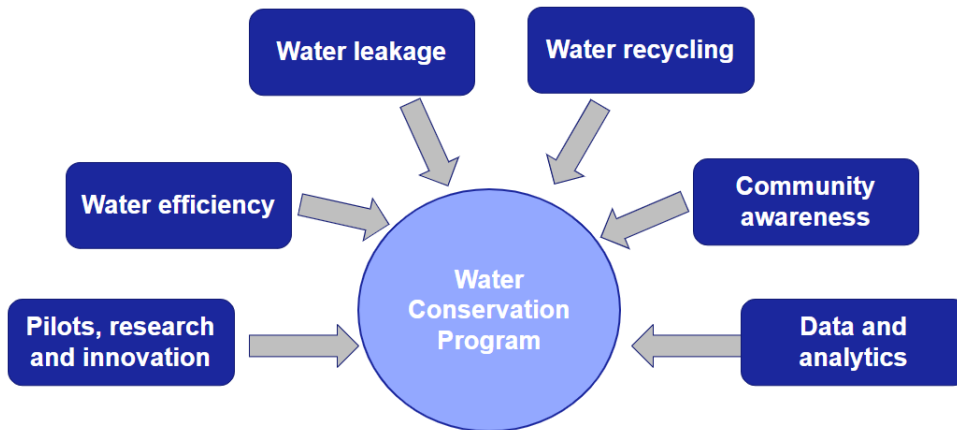 Water leakage
Water recycling
Water efficiency
Community
awareness
Water
Conservation
Program
Pilots, research
and innovation
Data and
analytics